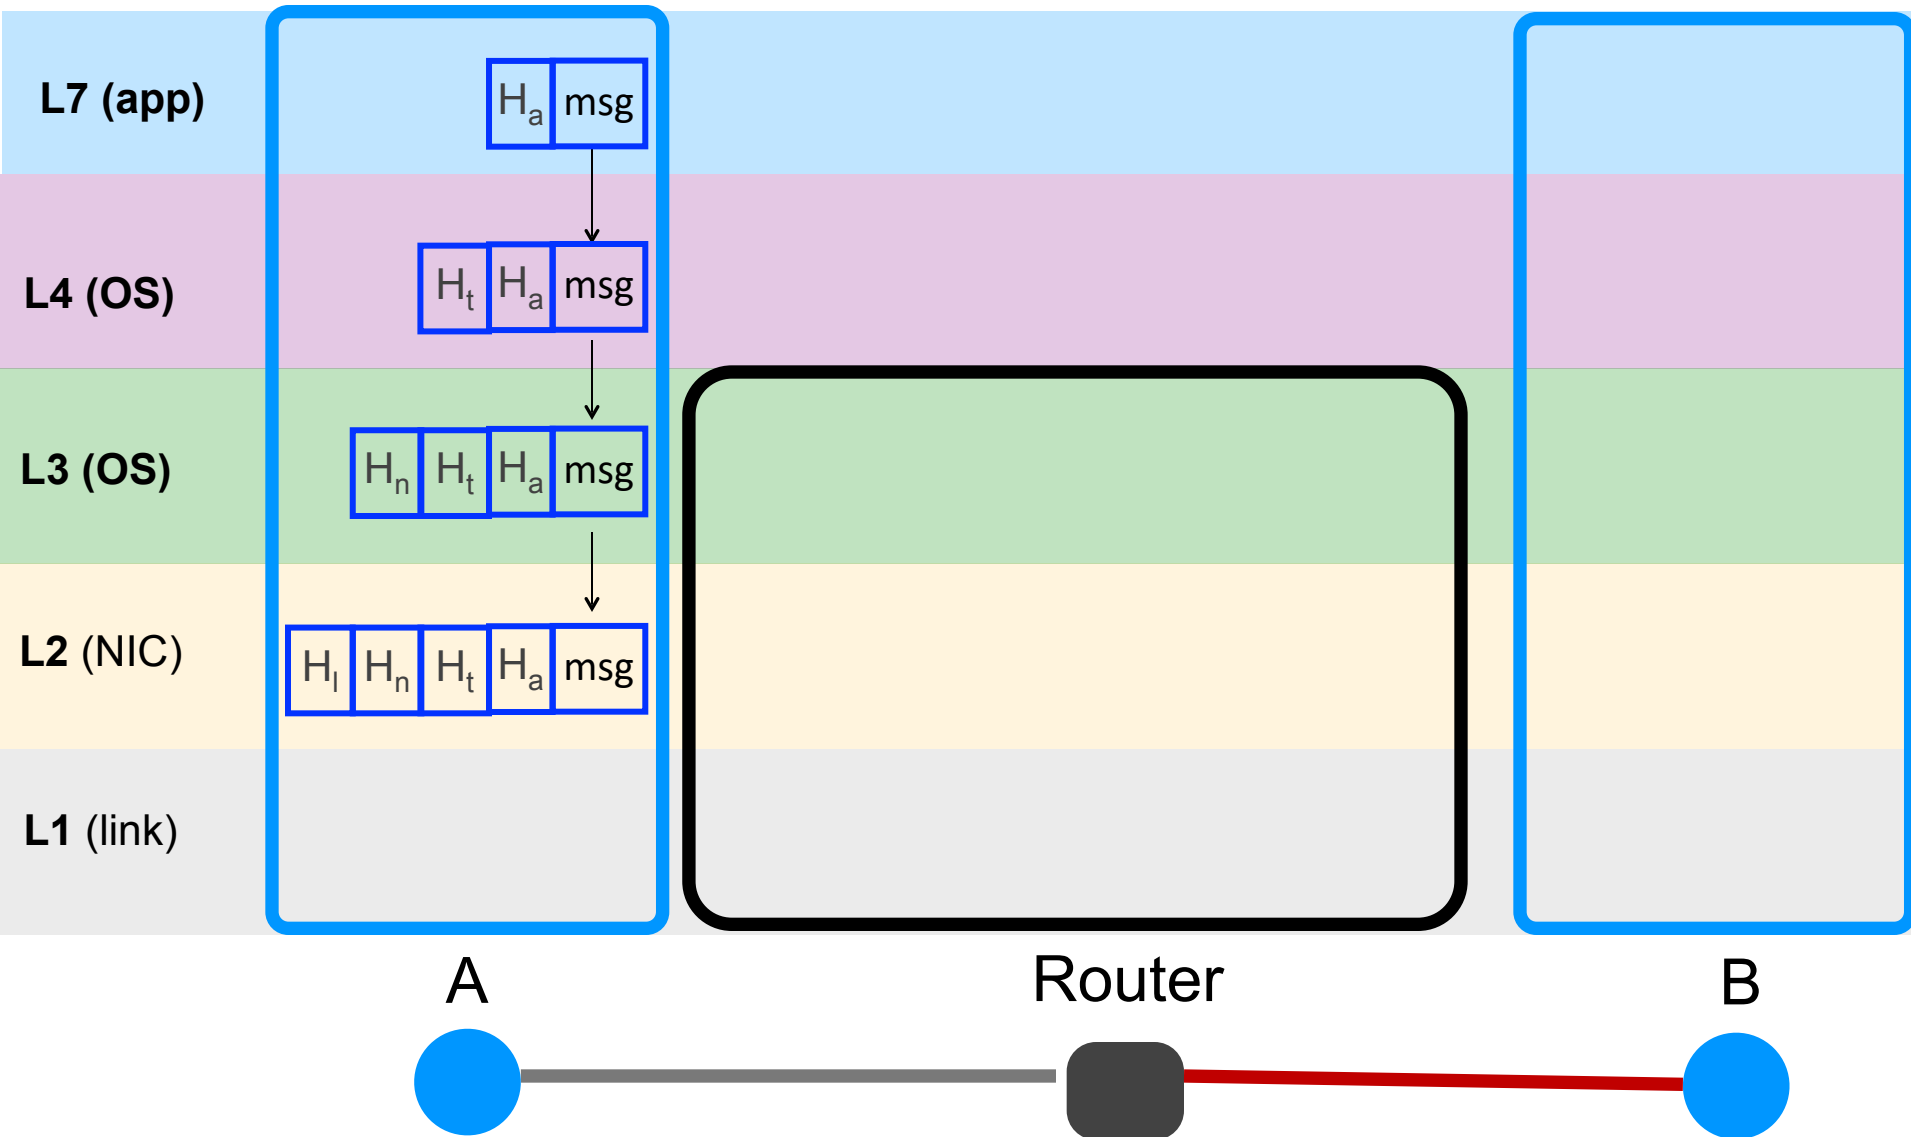 L7 (app)
Ha msg
L4 (OS)
Ht Ha msg
L3 (OS)
Hn Ht Ha msg
L2 (NIC)
Hl Hn Ht Ha msg
L1 (link)
A Router B